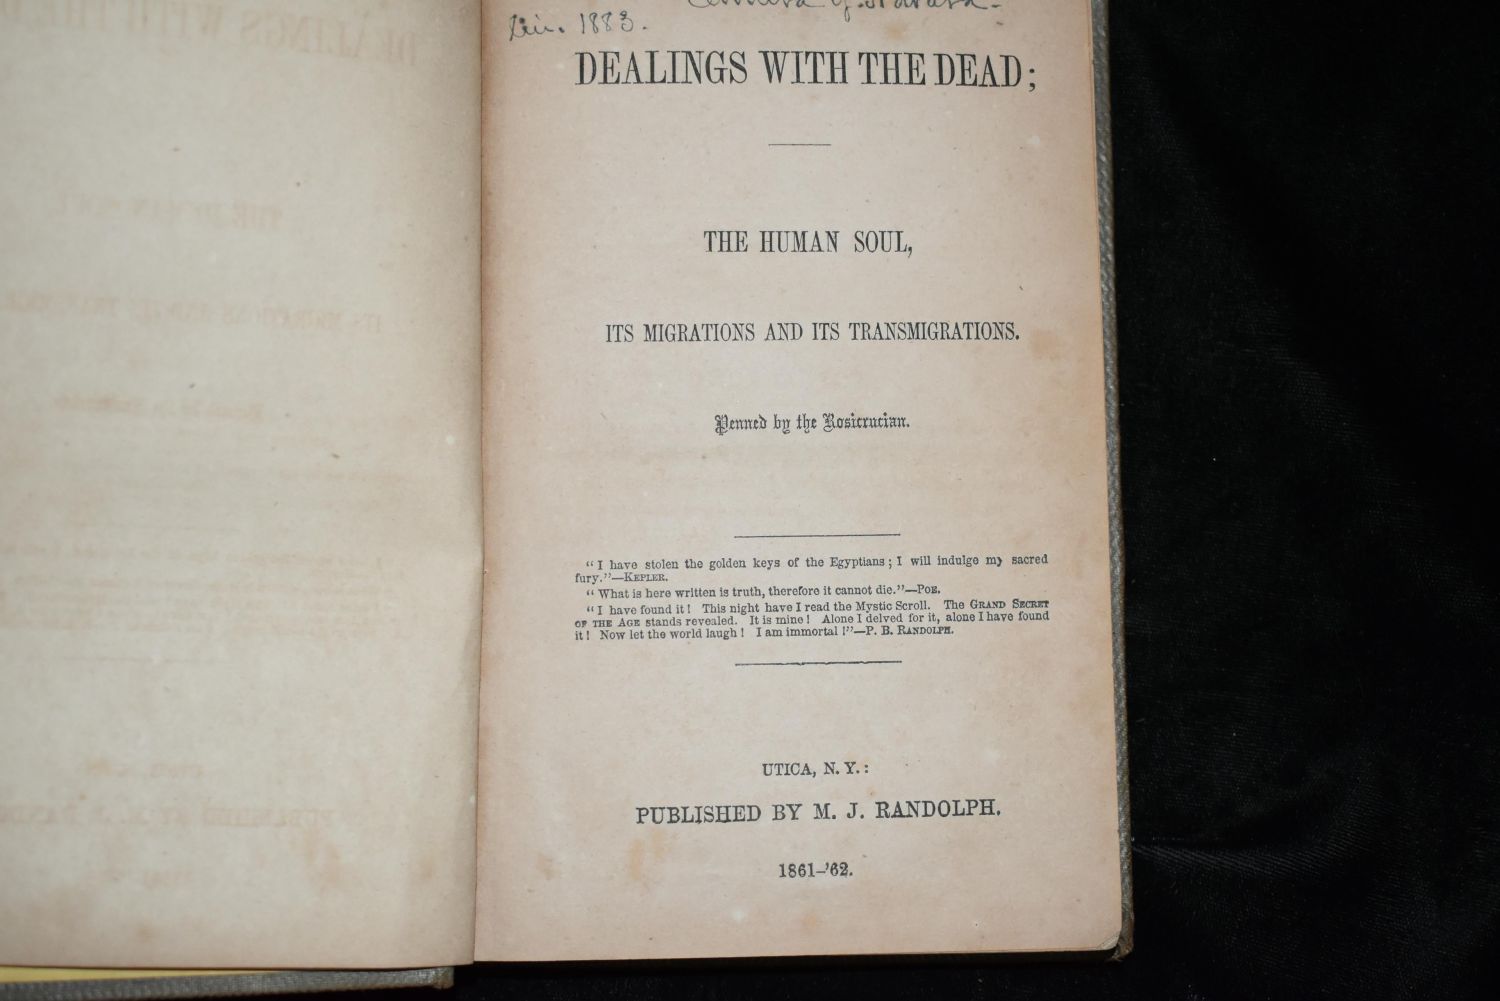 1883.
DEALINGS WITH THE DEAD;
THE HUMAN SOUL,
ITS MIGRATIONS AND ITS TRANSMIGRATIONS.
Penned by the Rosicrucian.
"I have stolen the golden keys of the Egyptians; I will indulge my sacred
fury."—KEPLER.
"What is here written is truth, therefore it cannot die."—POE.
"I have found it! This night have I read the Mystic Scroll. The GRAND SECRET
OF THE AGE stands revealed. It is mine! Alone I delved for it, alone I have found
it! Now let the world laugh! I am immortal!"—P. B. RANDOLPH.
UTICA, N. Y.:
PUBLISHED BY M. J. RANDOLPH.
1861-'62.